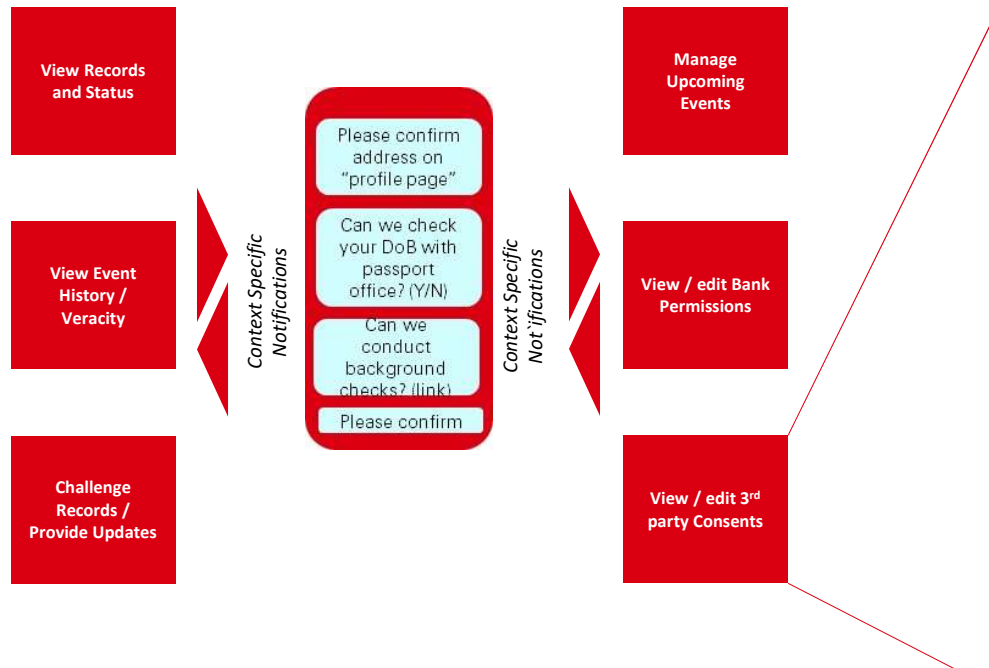 View Records
and Status
View Event
History /
Veracity
Challenge
Records /
Provide Updates
Context Specific
Notifications
Please confirm
address on
“profile page”
Can we check
your DoB with
passport
office? (Y/N)
Can we
conduct
background
checks? (link)
Please confirm
Context Specific
Not`ifications
Manage
Upcoming
Events
View / edit Bank
Permissions
View / edit 3rd
party Consents